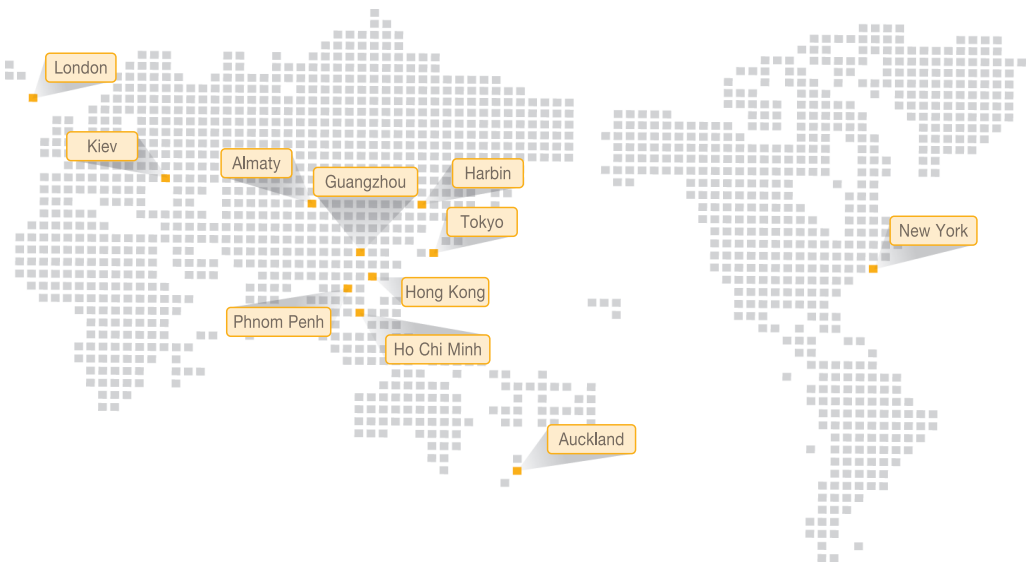 London
Kiev
Almaty
Guangzhou
Harbin
Tokyo
New York
Hong Kong
Phnom Penh
Ho Chi Minh
Auckland